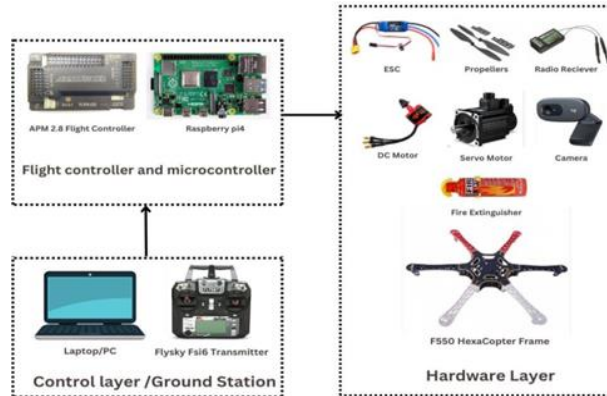 ESC
Propellers
Radio Reciever
APM 2.8 Flight Controller
Raspberry pi4
DC Motor
Servo Motor
Camera
Flight controller and microcontroller
Fire Extinguisher
Laptop/PC
Flysky Fsi6 Transmitter
F550 HexaCopter Frame
Control layer /Ground Station
Hardware Layer